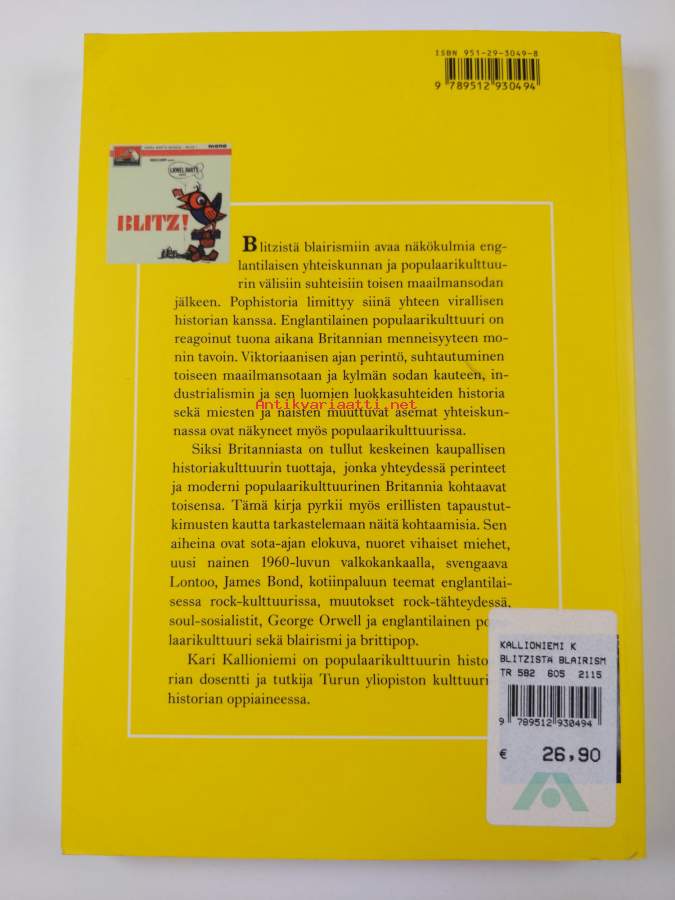 ISBN 951-29-3049-8
9 789512 930494
mono
LIONEL BART'S
BLITZ!
Blitzistä blairismiin avaa näkökulmia eng-
lantilaisen yhteiskunnan ja populaarikulttuu-
rin välisiin suhteisiin toisen maailmansodan
jälkeen. Pophistoria limittyy siinä yhteen virallisen
historian kanssa. Englantilainen populaarikulttuuri on
reagoinut tuona aikana Britannian menneisyyteen mo-
nin tavoin. Viktoriaanisen ajan perintö, suhtautuminen
toiseen maailmansotaan ja kylmän sodan kauteen, in-
dustrialismin ja sen luomien luokkasuhteiden historia
sekä miesten ja naisten muuttuvat asemat yhteiskun-
Antikvariaatti.net
nassa ovat näkyneet myös populaarikulttuurissa.
Siksi Britanniasta on tullut keskeinen kaupallisen
historiakulttuurin tuottaja, jonka yhteydessä perinteet
ja moderni populaarikulttuurinen Britannia kohtaavat
toisensa. Tämä kirja pyrkii myös erillisten tapaustut-
kimusten kautta tarkastelemaan näitä kohtaamisia. Sen
aiheina ovat sota-ajan elokuva, nuoret vihaiset miehet,
uusi nainen 1960-luvun valkokankaalla, svengaava
Lontoo, James Bond, kotiinpaluun teemat englantilai-
sessa rock-kulttuurissa, muutokset rock-tähteydessä,
soul-sosialistit, George Orwell ja englantilainen po
laarikulttuuri sekä blairismi ja brittipop.
Kari Kallioniemi on populaarikulttuurin histo
rian dosentti ja tutkija Turun yliopiston kulttuuri
historian oppiaineessa.
KALLIONIEMI K
BLITZISTA BLAIRISM
TR 582 605 2115
9 789512 930494
€ 26,90